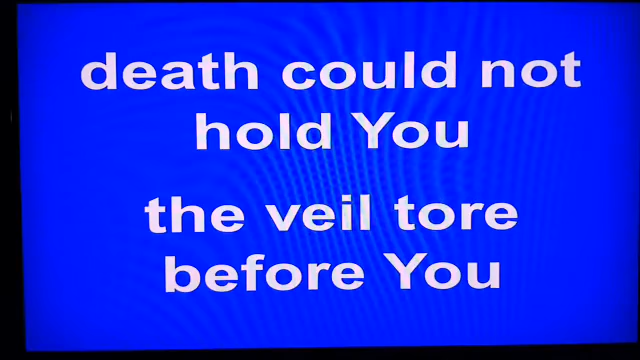 death could not
hold You
the veil tore
before You